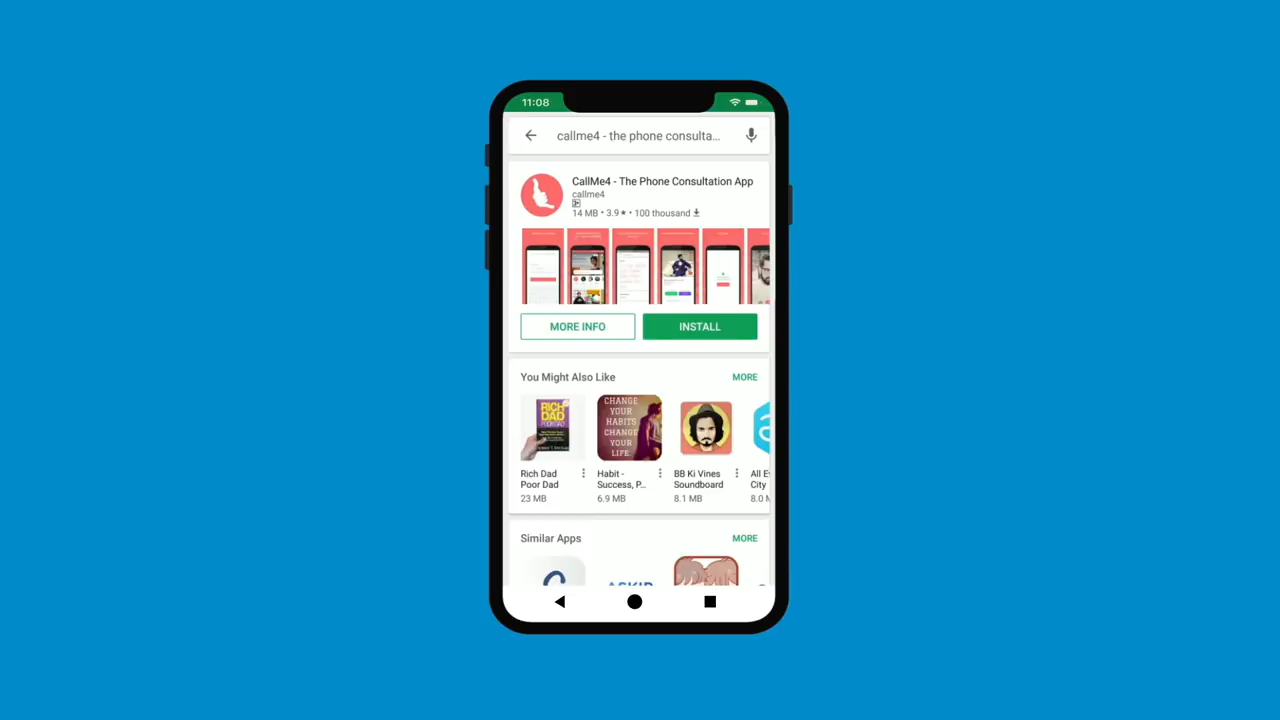 11:08
callme4 - the phone consulta...
CallMe4 - The Phone Consultation App
callme4
14 MB • 3.9 ★ • 100 thousand
MORE INFO
INSTALL
You Might Also Like
MORE
RICH
DAD
POOR DAD
CHANGE
YOUR
HABITS
CHANGE
YOUR
LIFE.
Rich Dad
Poor Dad
23 MB
Habit -
Success, P...
6.9 MB
BB Ki Vines
Soundboard
8.1 MB
All E
City
8.0 M
Similar Apps
MORE